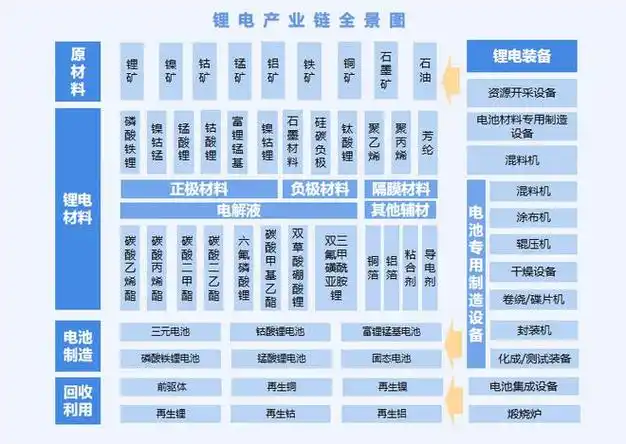 锂电产业链全景图
原材料
锂矿
镍矿
钴矿
锰矿
铝矿
铁矿
铜矿
石墨矿
石油
锂电装备
资源开采设备
电池材料专用制造设备
混料机
锂电材料
磷酸铁锂
镍钴锰
锰酸锂
钴酸锂
富锂锰基
镍钴锂
石墨材料
硅碳负极
钛酸锂
聚乙烯
聚丙烯
芳纶
正极材料
负极材料
隔膜材料
电解液
其他辅材
碳酸乙烯酯
碳酸丙烯酯
碳酸二甲酯
碳酸二乙酯
六氟磷酸锂
碳酸甲基乙酯
双草酸硼酸锂
双三氟甲磺酰亚胺锂
铜箔
铝箔
粘合剂
导电剂
电池专用制造设备
混料机
涂布机
辊压机
干燥设备
卷绕/碟片机
封装机
化成/测试装备
电池制造
三元电池
钴酸锂电池
富锂锰基电池
磷酸铁锂电池
锰酸锂电池
固态电池
回收利用
前驱体
再生铜
再生镍
电池集成设备
再生锂
再生钴
再生铝
煅烧炉